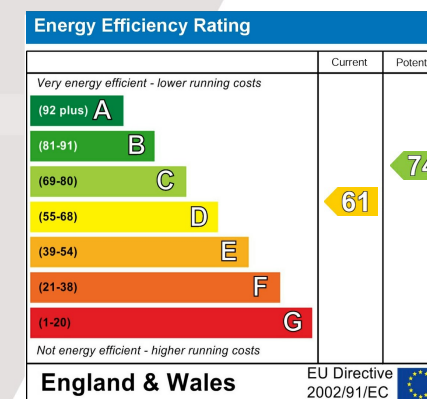 Energy Efficiency Rating
Current Potent
Very energy efficient - lower running costs
(92 plus) A
(81-91) B
(69-80) C
74
(55-68) D
61
(39-54) E
(21-38) F
(1-20) G
Not energy efficient - higher running costs
England & Wales
EU Directive
2002/91/EC